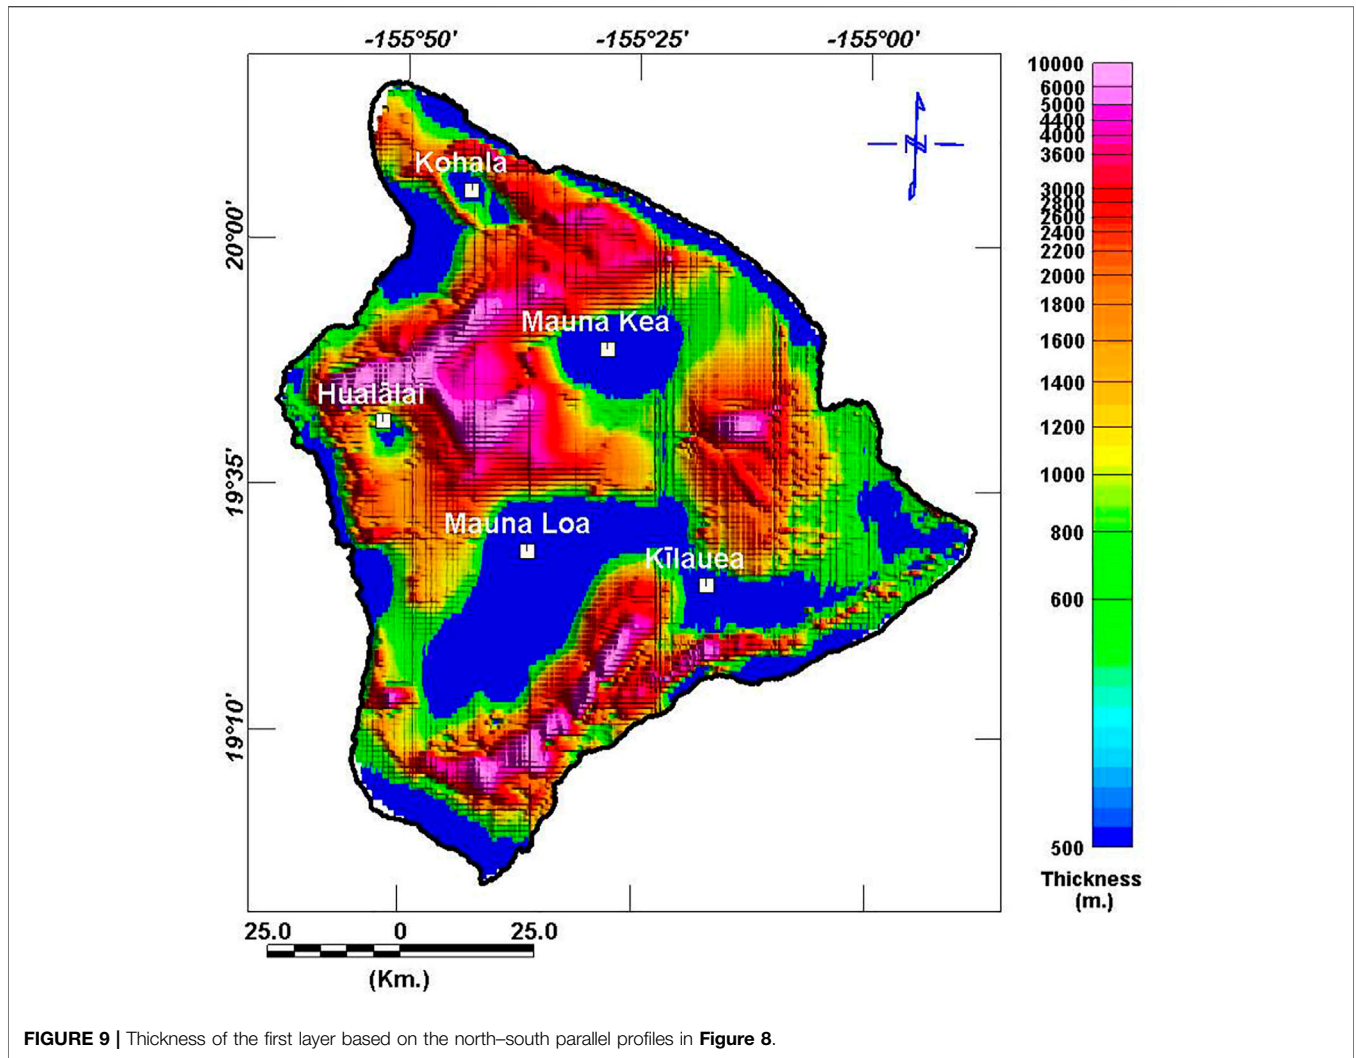 -155°50' -155°25' -155°00'
20°00'
19°35'
19°10'
N
Kohala
Mauna Kea
Hualālai
Mauna Loa
Kīlauea
10000
6000
5000
4400
4000
3600
3000
2800
2600
2400
2200
2000
1800
1600
1400
1200
1000
800
600
500
Thickness
(m.)
25.0 0 25.0
(Km.)
FIGURE 9 | Thickness of the first layer based on the north–south parallel profiles in Figure 8.